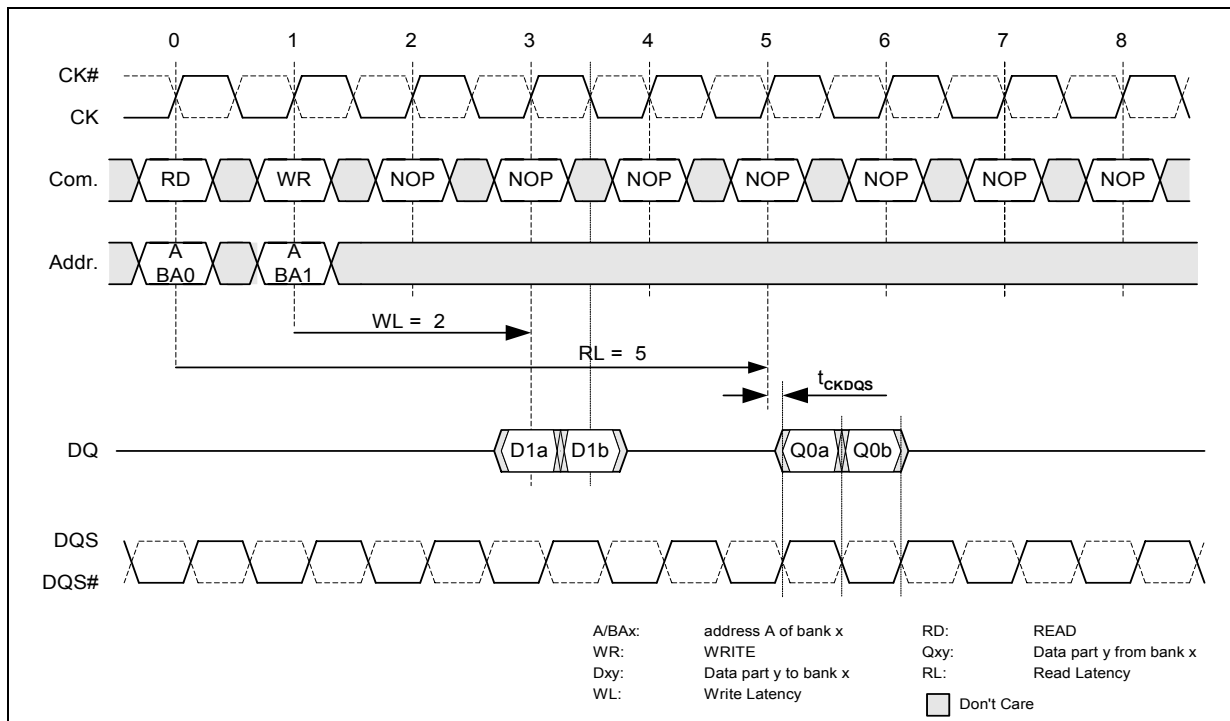 0 1 2 3 4 5 6 7 8
CK#
CK
Com. RD WR NOP NOP NOP NOP NOP NOP NOP
Addr. A BA0 A BA1
WL = 2
RL = 5
tCKDQS
DQ D1a D1b Q0a Q0b
DQS
DQS#
A/BAx: address A of bank x RD: READ
WR: WRITE Qxy: Data part y from bank x
Dxy: Data part y to bank x RL: Read Latency
WL: Write Latency
Don't Care